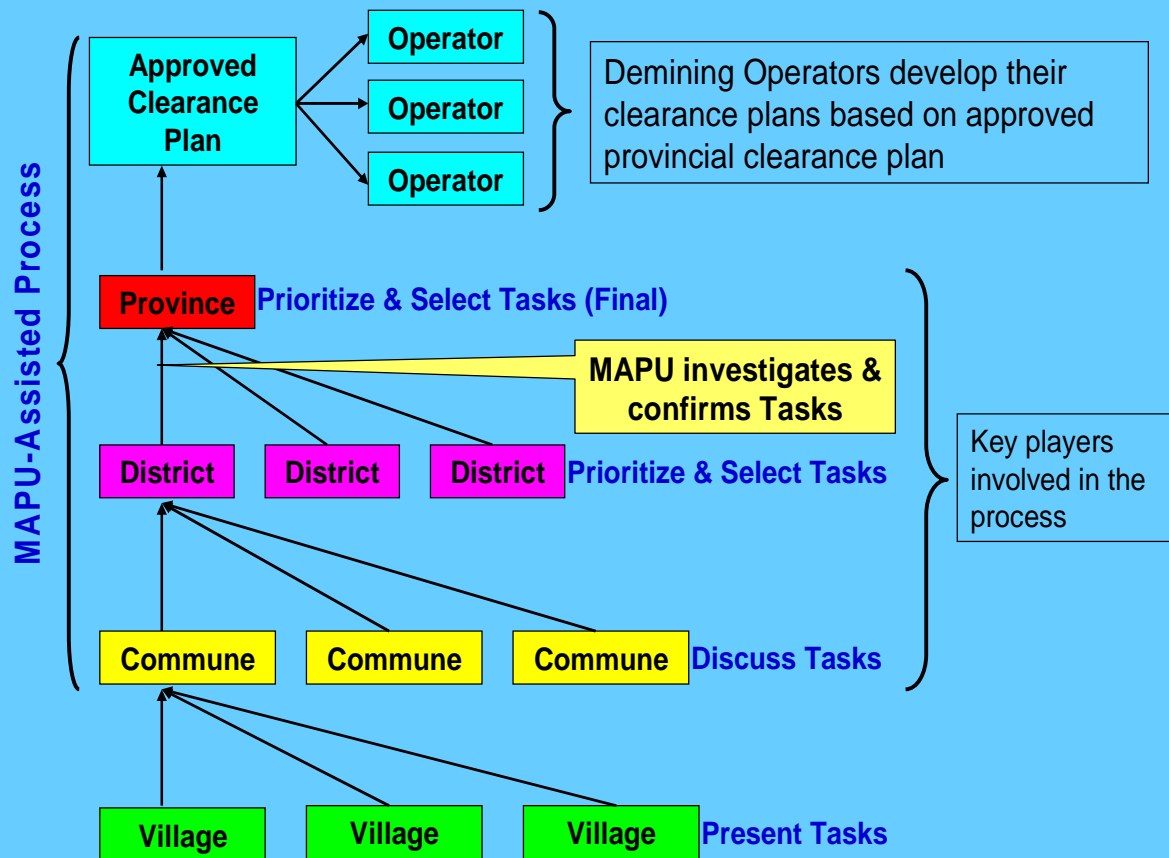 MAPU-Assisted Process
Approved
Clearance
Plan
Operator
Operator
Operator
Demining Operators develop their
clearance plans based on approved
provincial clearance plan
Province
Prioritize & Select Tasks (Final)
MAPU investigates &
confirms Tasks
District
District
District
Prioritize & Select Tasks
Key players
involved in the
process
Commune
Commune
Commune
Discuss Tasks
Village
Village
Village
Present Tasks